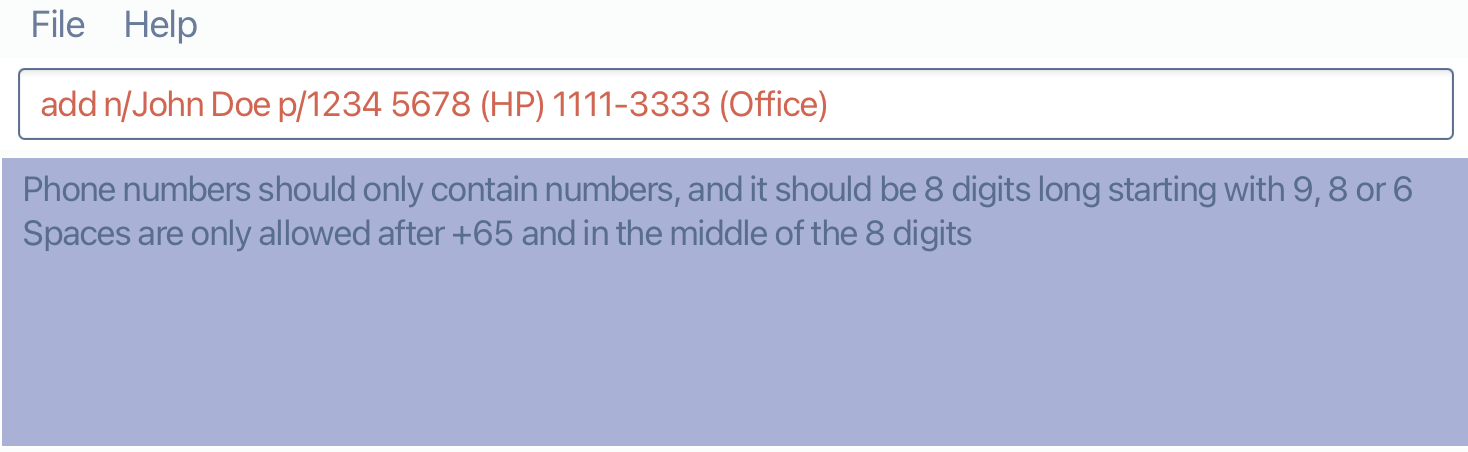 File Help
add n/John Doe p/1234 5678 (HP) 1111-3333 (Office)
Phone numbers should only contain numbers, and it should be 8 digits long starting with 9, 8 or 6
Spaces are only allowed after +65 and in the middle of the 8 digits